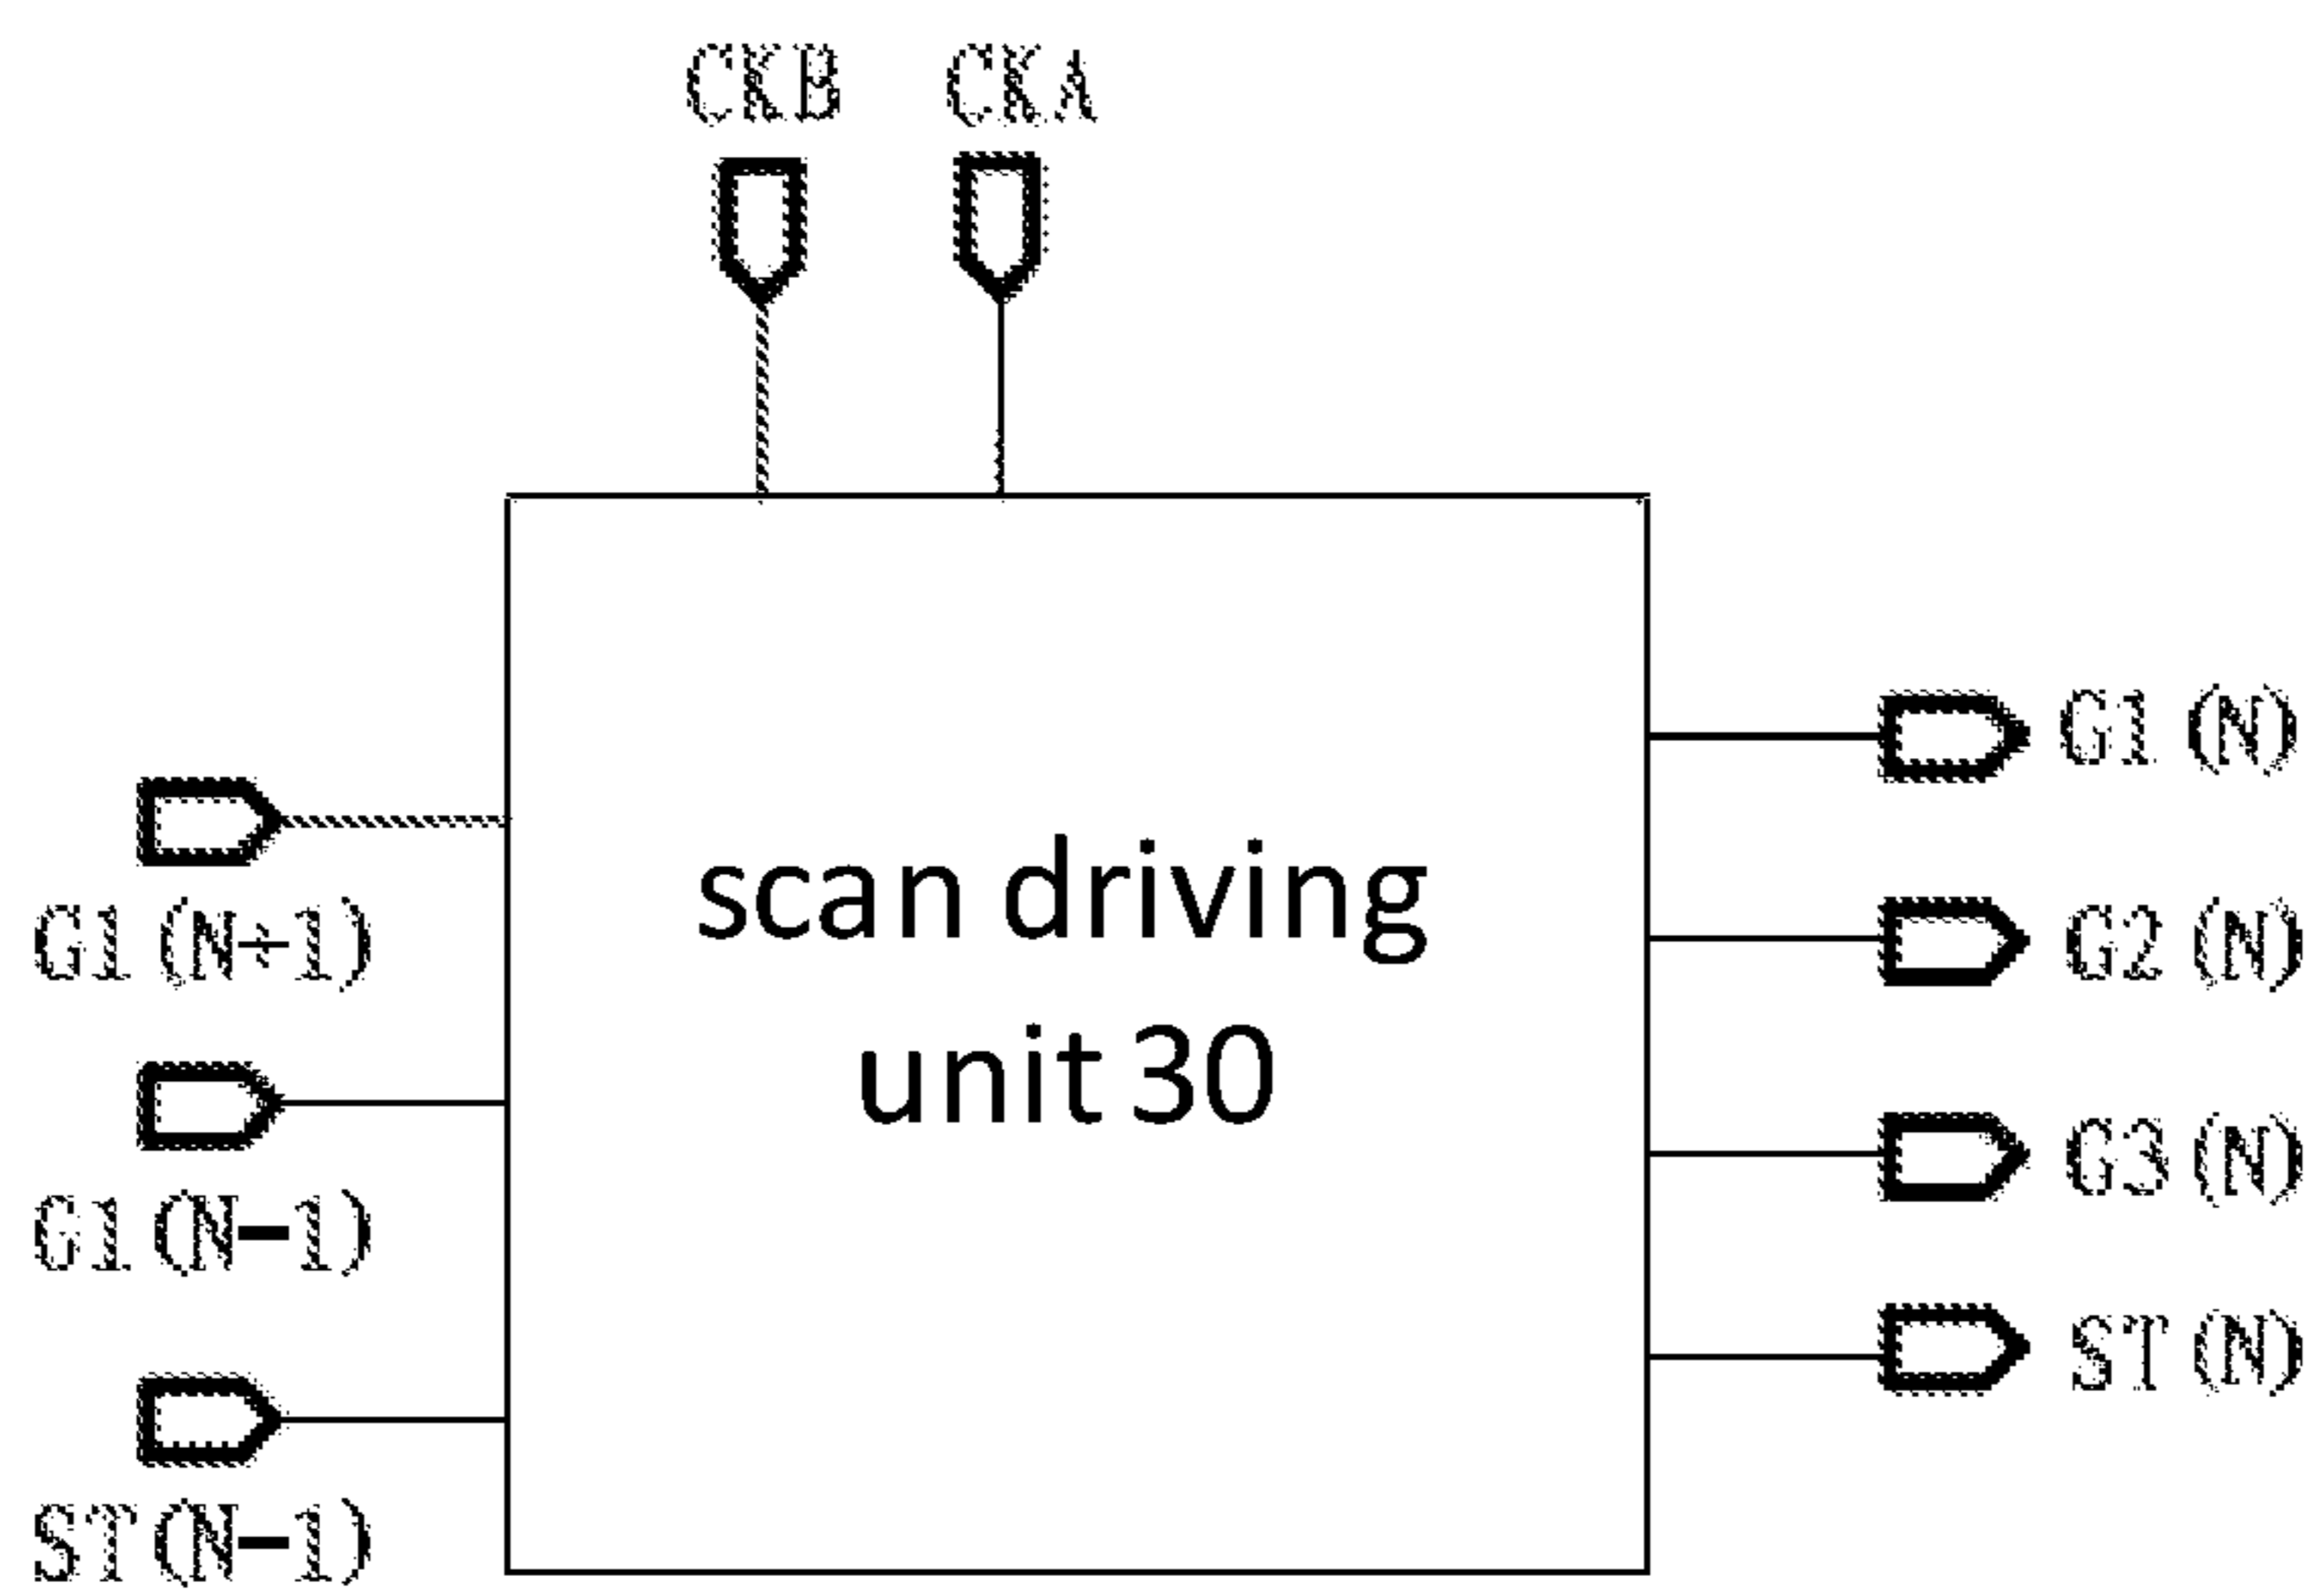 CKB CKA
G1(N)
G1(N+1)
scan driving
unit 30
G2(N)
G1(N-1)
G3(N)
ST(N-1)
ST(N)